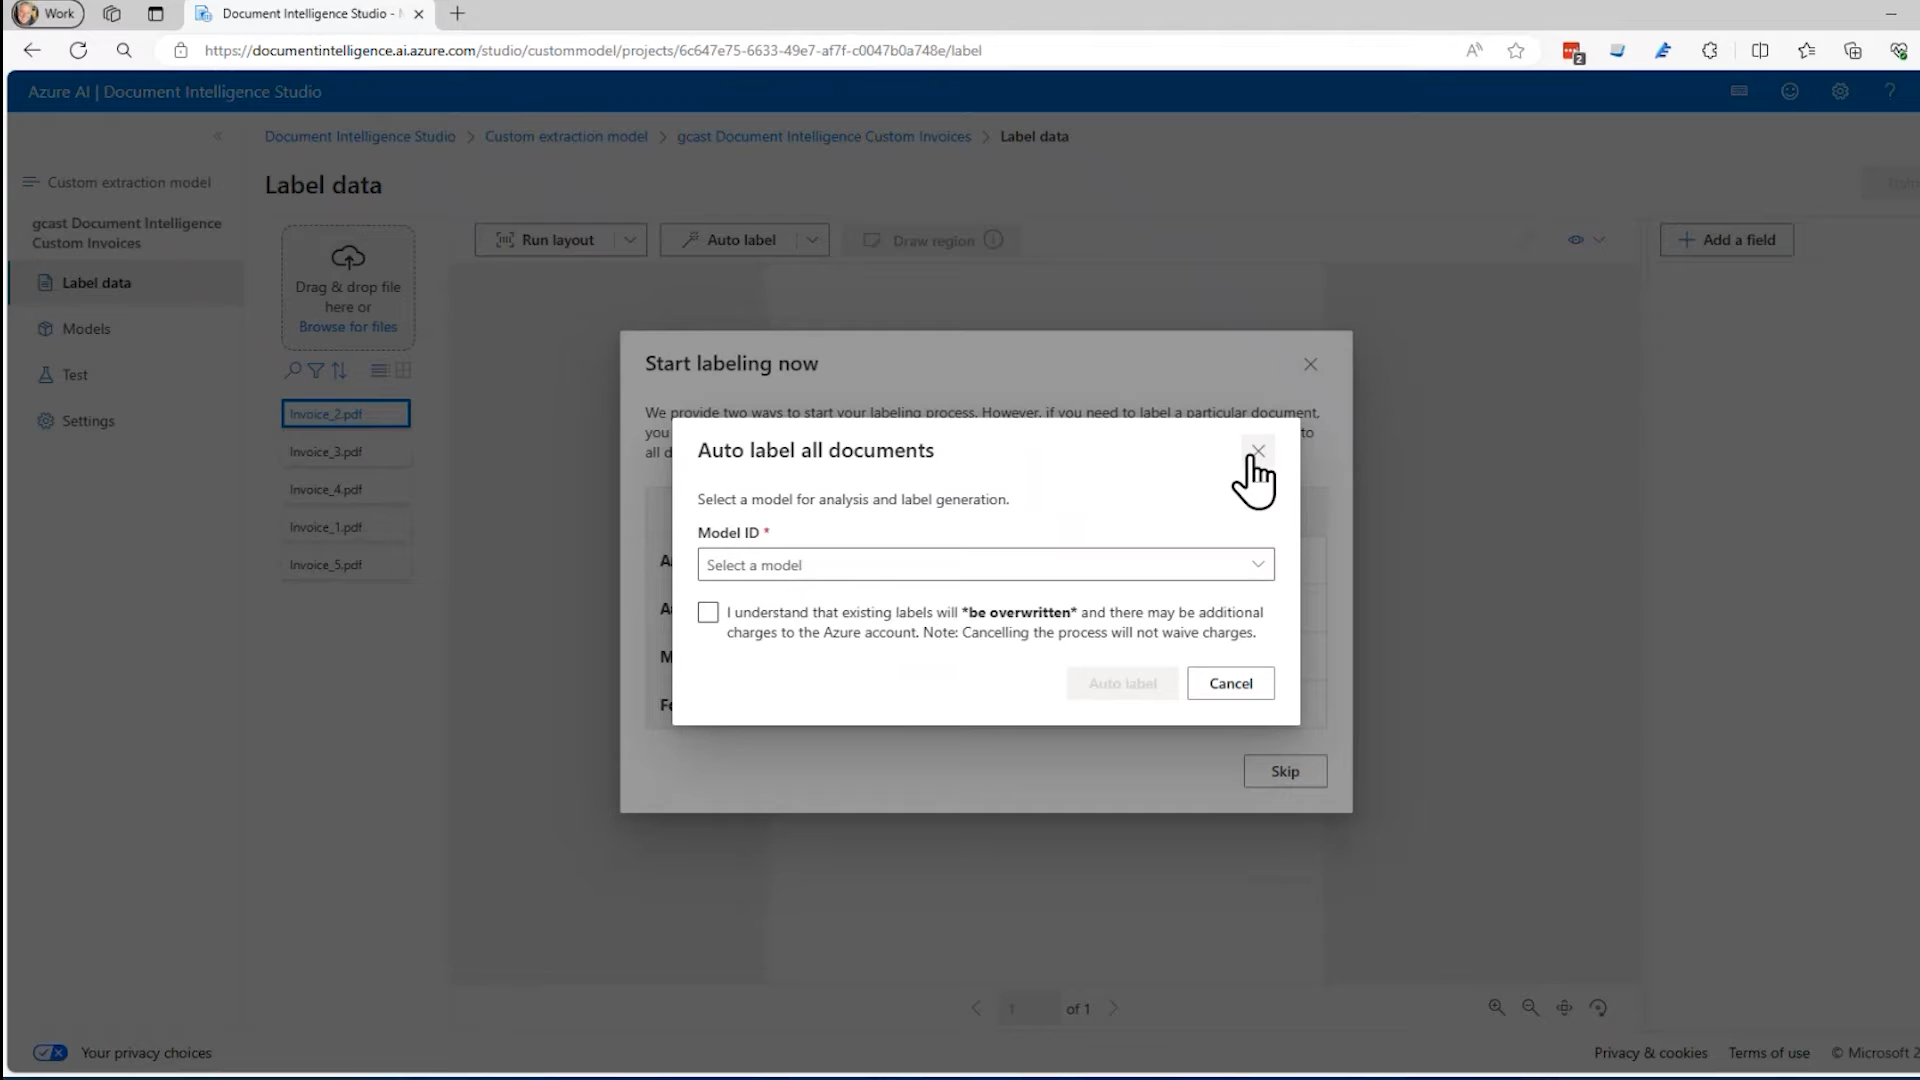 Work
Document Intelligence Studio -
https://documentintelligence.ai.azure.com/studio/custommodel/projects/6c647e75-6633-49e7-af7f-c0047b0a748e/label
2
Azure AI | Document Intelligence Studio
Document Intelligence Studio > Custom extraction model > gcast Document Intelligence Custom Invoices > Label data
Custom extraction model
Label data
gcast Document Intelligence
Custom Invoices
Label data
Models
Test
Settings
Drag & drop file
here or
Browse for files
Run layout
Auto label
Draw region
Add a field
Invoice_2.pdf
Invoice_3.pdf
Invoice_4.pdf
Invoice_1.pdf
Invoice_5.pdf
Start labeling now
We provide two ways to start your labeling process. However, if you need to label a particular document,
you
to
all d
Auto label all documents
Select a model for analysis and label generation.
Model ID *
Select a model
I understand that existing labels will *be overwritten* and there may be additional
charges to the Azure account. Note: Cancelling the process will not waive charges.
Auto label
Cancel
Skip
1 of 1
Your privacy choices
Privacy & cookies
Terms of use
© Microsoft 2